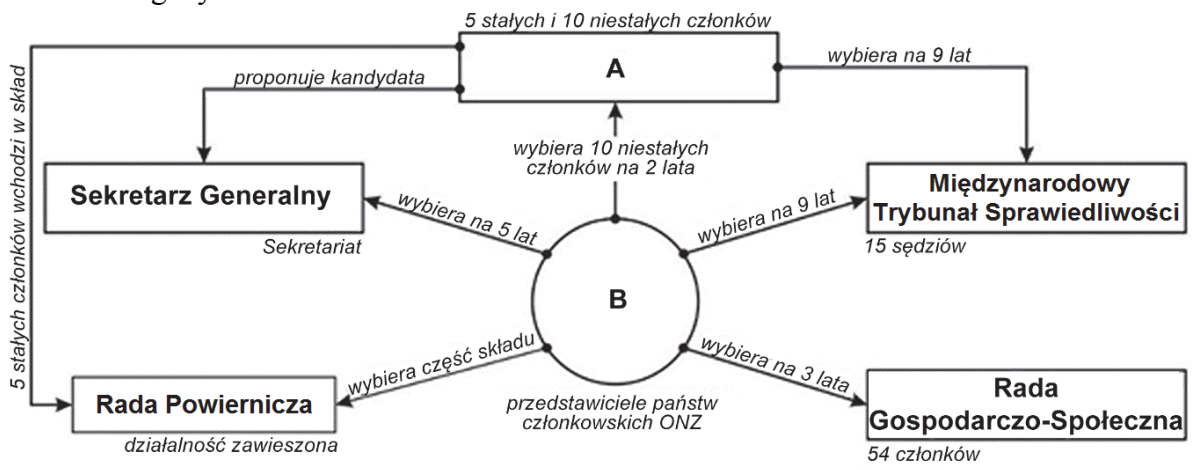 5 stałych i 10 niestałych członków
A
wybiera na 9 lat
proponuje kandydata
5 stałych członków wchodzi w skład
wybiera 10 niestałych
członków na 2 lata
Sekretarz Generalny
Sekretariat
Międzynarodowy
Trybunał Sprawiedliwości
15 sędziów
wybiera na 5 lat
wybiera na 9 lat
B
wybiera część składu
wybiera na 3 lata
Rada Powiernicza
działalność zawieszona
przedstawiciele państw
członkowskich ONZ
Rada
Gospodarczo-Społeczna
54 członków